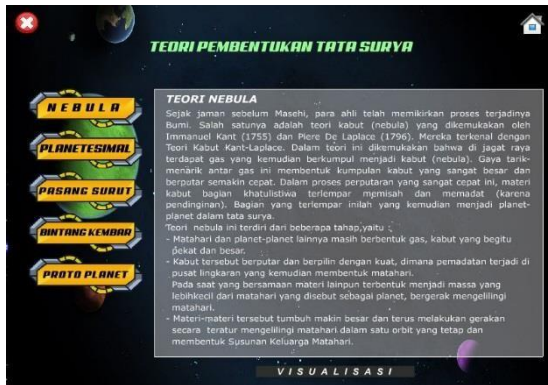 TEORI PEMBENTUKAN TATA SURYA
NEBULA
PLANETESIMAL
PASANG SURUT
BINTANG KEMBAR
PROTO PLANET
TEORI NEBULA
Sejak jaman sebelum Masehi, para ahli telah memikirkan proses terjadinya
Bumi. Salah satunya adalah teori kabut (nebula) yang dikemukakan oleh
Immanuel Kant (1755) dan Piere De Laplace (1796). Mereka terkenal dengan
Teori Kabut Kant-Laplace. Dalam teori ini dikemukakan bahwa di jagat raya
terdapat gas yang kemudian berkumpul menjadi kabut (nebula). Gaya tarik-
menarik antar gas ini membentuk kumpulan kabut yang sangat besar dan
berputar semakin cepat. Dalam proses perputaran yang sangat cepat ini, materi
kabut bagian khatulistiwa terlempar memisah dan memadat (karena
pendinginan). Bagian yang terlempar inilah yang kemudian menjadi planet-
planet dalam tata surya.
Teori nebula ini terdiri dari beberapa tahap,yaitu :
- Matahari dan planet-planet lainnya masih berbentuk gas, kabut yang begitu
pekat dan besar.
- Kabut tersebut berputar dan berpilin dengan kuat, dimana pemadatan terjadi di
pusat lingkaran yang kemudian membentuk matahari.
Pada saat yang bersamaan materi lainpun terbentuk menjadi massa yang
lebihkecil dari matahari yang disebut sebagai planet, bergerak mengelilingi
matahari.
- Materi-materi tersebut tumbuh makin besar dan terus melakukan gerakan
secara teratur mengelilingi matahari dalam satu orbit yang tetap dan
membentuk Susunan Keluarga Matahari.
VISUALISASI